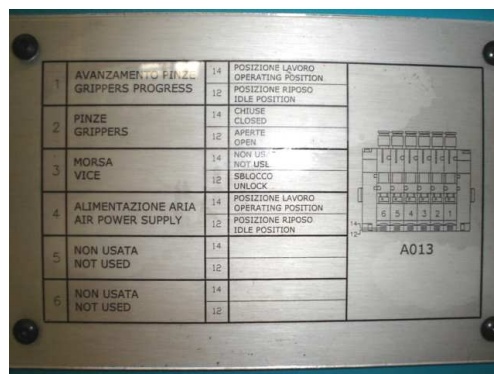 1
AVANZAMENTO PINZE
GRIPPERS PROGRESS
14
POSIZIONE LAVORO
OPERATING POSITION
12
POSIZIONE RIPOSO
IDLE POSITION
2
PINZE
GRIPPERS
14
CHIUSE
CLOSED
12
APERTE
OPEN
3
MORSA
VICE
14
NON
NOT
12
SBLOCCO
UNLOCK
4
ALIMENTAZIONE ARIA
AIR POWER SUPPLY
14
POSIZIONE LAVORO
OPERATING POSITION
12
POSIZIONE RIPOSO
IDLE POSITION
5
NON USATA
NOT USED
14
12
6
NON USATA
NOT USED
14
12
6 5 4 3 2 1
14
12
A013